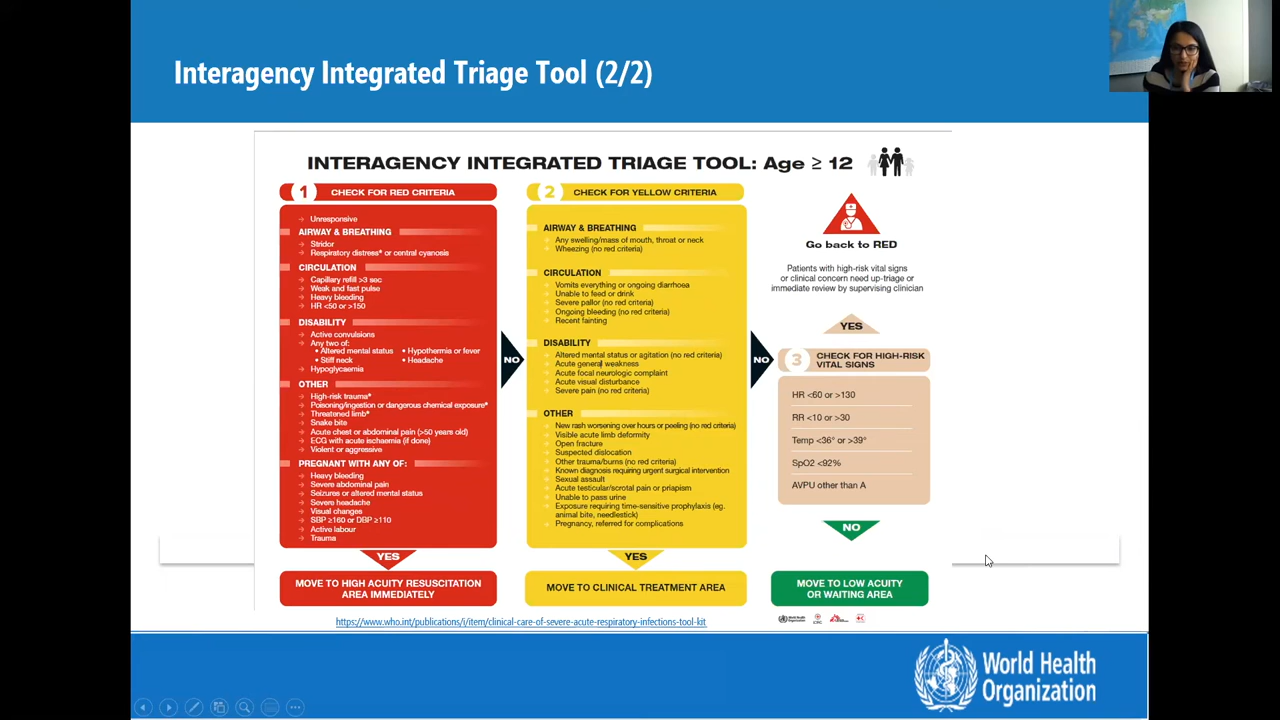 Interagency Integrated Triage Tool (2/2)
INTERAGENCY INTEGRATED TRIAGE TOOL: Age ≥ 12
1 CHECK FOR RED CRITERIA
Unresponsive
AIRWAY & BREATHING
Stridor
Respiratory distress* or central cyanosis
CIRCULATION
Capillary refill >3 sec
Weak and fast pulse
Heavy bleeding
HR <50 or >150
DISABILITY
Active convulsions
Any two of:
• Altered mental status • Hypothermis or fever
• Stiff neck • Headache
Hypoglycaemia
OTHER
High-risk trauma*
Poisoning/ingestion or dangerous chemical exposure*
Threatened limb*
Snake bite
Acute chest or abdominal pain (>50 years old)
ECG with acute ischaemia (if done)
Violent or aggressive
PREGNANT WITH ANY OF:
Heavy bleeding
Severe abdominal pain
Seizures or altered mental status
Severe headache
Visual changes
SBP ≥160 or DBP ≥110
Active labour
Trauma
YES
MOVE TO HIGH ACUITY RESUSCITATION
AREA IMMEDIATELY
NO
2 CHECK FOR YELLOW CRITERIA
AIRWAY & BREATHING
Any swelling/mass of mouth, throat or neck
Wheezing (no red criteria)
CIRCULATION
Vomits everything or ongoing diarrhoea
Unable to feed or drink
Severe pallor (no red criteria)
Ongoing bleeding (no red criteria)
Recent fainting
DISABILITY
Altered mental status or agitation (no red criteria)
Acute general weakness
Acute focal neurologic complaint
Acute visual disturbance
Severe pain (no red criteria)
OTHER
New rash worsening over hours or peeling (no red criteria)
Visible acute limb deformity
Open fracture
Suspected dislocation
Other trauma/burns (no red criteria)
Known diagnosis requiring urgent surgical intervention
Sexual assault
Acute testicular/scrotal pain or priapism
Unable to pass urine
Exposure requiring time-sensitive prophylaxis (eg.
animal bite, needlestick)
Pregnancy, referred for complications
YES
MOVE TO CLINICAL TREATMENT AREA
NO
Go back to RED
Patients with high-risk vital signs
or clinical concern need up-triage or
immediate review by supervising clinician
YES
3 CHECK FOR HIGH-RISK
VITAL SIGNS
HR <60 or >130
RR <10 or >30
Temp <36° or >39°
SpO2 <92%
AVPU other than A
NO
MOVE TO LOW ACUITY
OR WAITING AREA
https://www.who.int/publications/i/item/clinical-care-of-severe-acute-respiratory-infections-tool-kit
World Health
Organization